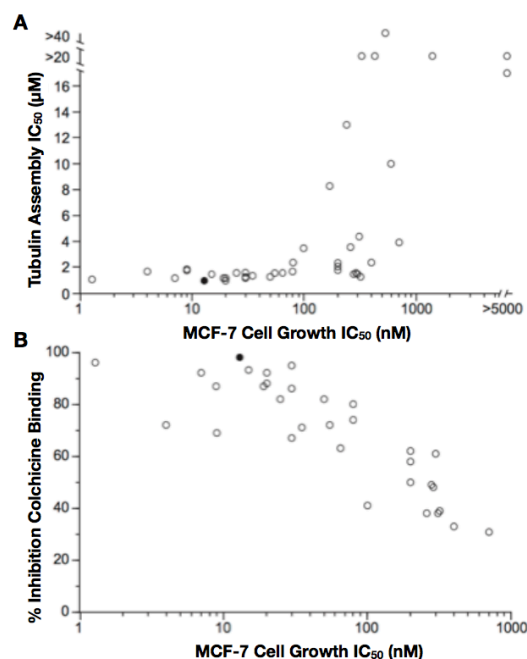 A
Tubulin Assembly IC50 (μM)
>40
>20
16
14
12
10
8
6
4
2
0
1 10 100 1000 >5000
MCF-7 Cell Growth IC50 (nM)
B
% Inhibition Colchicine Binding
100
80
60
40
20
0
1 10 100 1000
MCF-7 Cell Growth IC50 (nM)